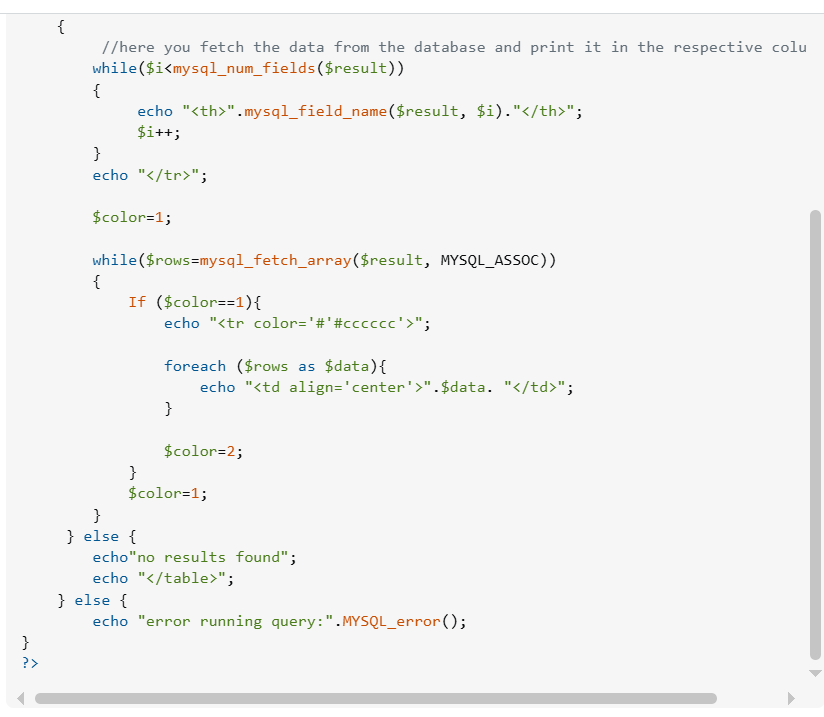 {
//here you fetch the data from the database and print it in the respective colu
while($i<mysql_num_fields($result))
{
echo "<th>".mysql_field_name($result, $i)."</th>";
$i++;
}
echo "</tr>";
$color=1;
while($rows=mysql_fetch_array($result, MYSQL_ASSOC))
{
If ($color==1){
echo "<tr color='#'#cccccc'>";
foreach ($rows as $data){
echo "<td align='center'>".$data. "</td>";
}
$color=2;
}
$color=1;
}
} else {
echo"no results found";
echo "</table>";
} else {
echo "error running query:".MYSQL_error();
}
?>